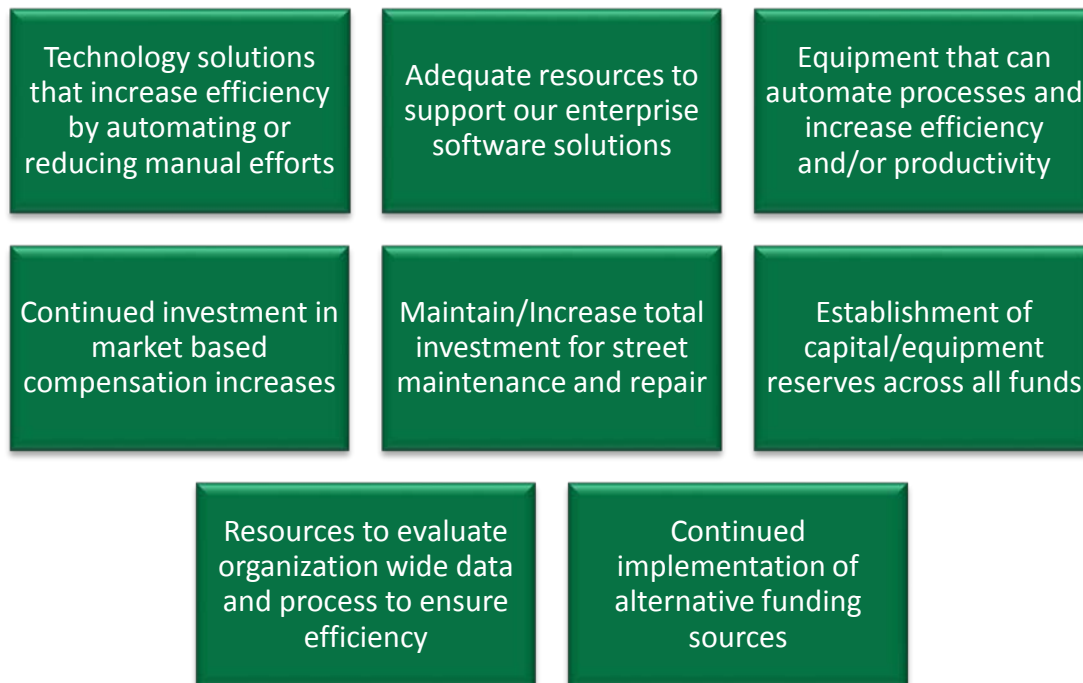 Technology solutions
that increase efficiency
by automating or
reducing manual efforts
Adequate resources to
support our enterprise
software solutions
Equipment that can
automate processes and
increase efficiency
and/or productivity
Continued investment in
market based
compensation increases
Maintain/Increase total
investment for street
maintenance and repair
Establishment of
capital/equipment
reserves across all funds
Resources to evaluate
organization wide data
and process to ensure
efficiency
Continued
implementation of
alternative funding
sources